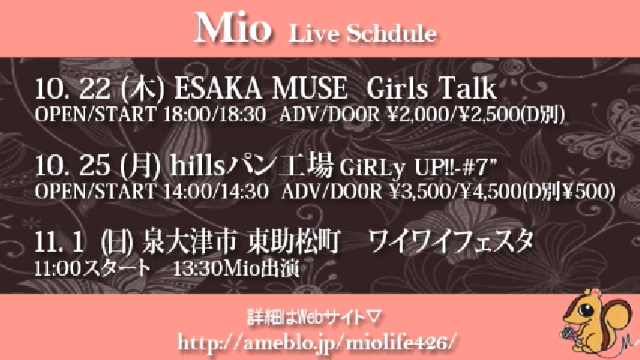 Mio Live Schdule
10. 22 (木) ESAKA MUSE Girls Talk
OPEN/START 18:00/18:30 ADV/DOOR ¥2,000/¥2,500(D別)
10. 25 (月) hillsパン工場 GiRLy UP!!-#7"
OPEN/START 14:00/14:30 ADV/DOOR ¥3,500/¥4,500(D別¥500)
11. 1 (日) 泉大津市 東助松町 ワイワイフェスタ
11:00スタート 13:30Mio出演
詳細はWebサイト▽
http://ameblo.jp/miolife426/